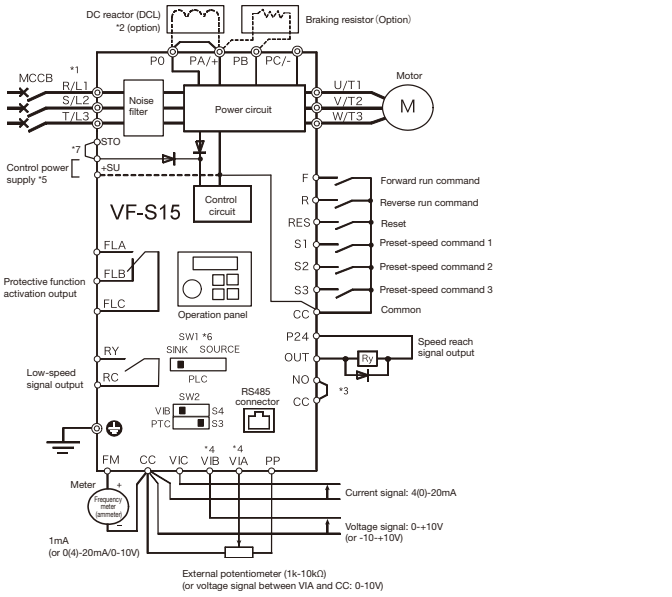 DC reactor (DCL)
*2 (option)
Braking resistor (Option)
P0
PA/+
PB
PC/-
*1
MCCB
R/L1
S/L2
T/L3
Noise
filter
Power circuit
U/T1
V/T2
W/T3
Motor
M
STO
*7
+SU
Control power
supply *5
VF-S15
Control
circuit
F
R
RES
S1
S2
S3
CC
Forward run command
Reverse run command
Reset
Preset-speed command 1
Preset-speed command 2
Preset-speed command 3
Common
FLA
FLB
FLC
Protective function
activation output
Operation panel
P24
OUT
Ry
Speed reach
signal output
NO
CC
*3
SW1 *6
SINK SOURCE
PLC
RY
RC
Low-speed
signal output
SW2
VIB
S4
PTC
S3
RS485
connector
*4
*4
FM
CC
VIC
VIB
VIA
PP
Meter
+
Frequency
meter
(ammeter)
−
1mA
(or 0(4)-20mA/0-10V)
Current signal: 4(0)-20mA
Voltage signal: 0-+10V
(or -10-+10V)
External potentiometer (1k-10kΩ)
(or voltage signal between VIA and CC: 0-10V)